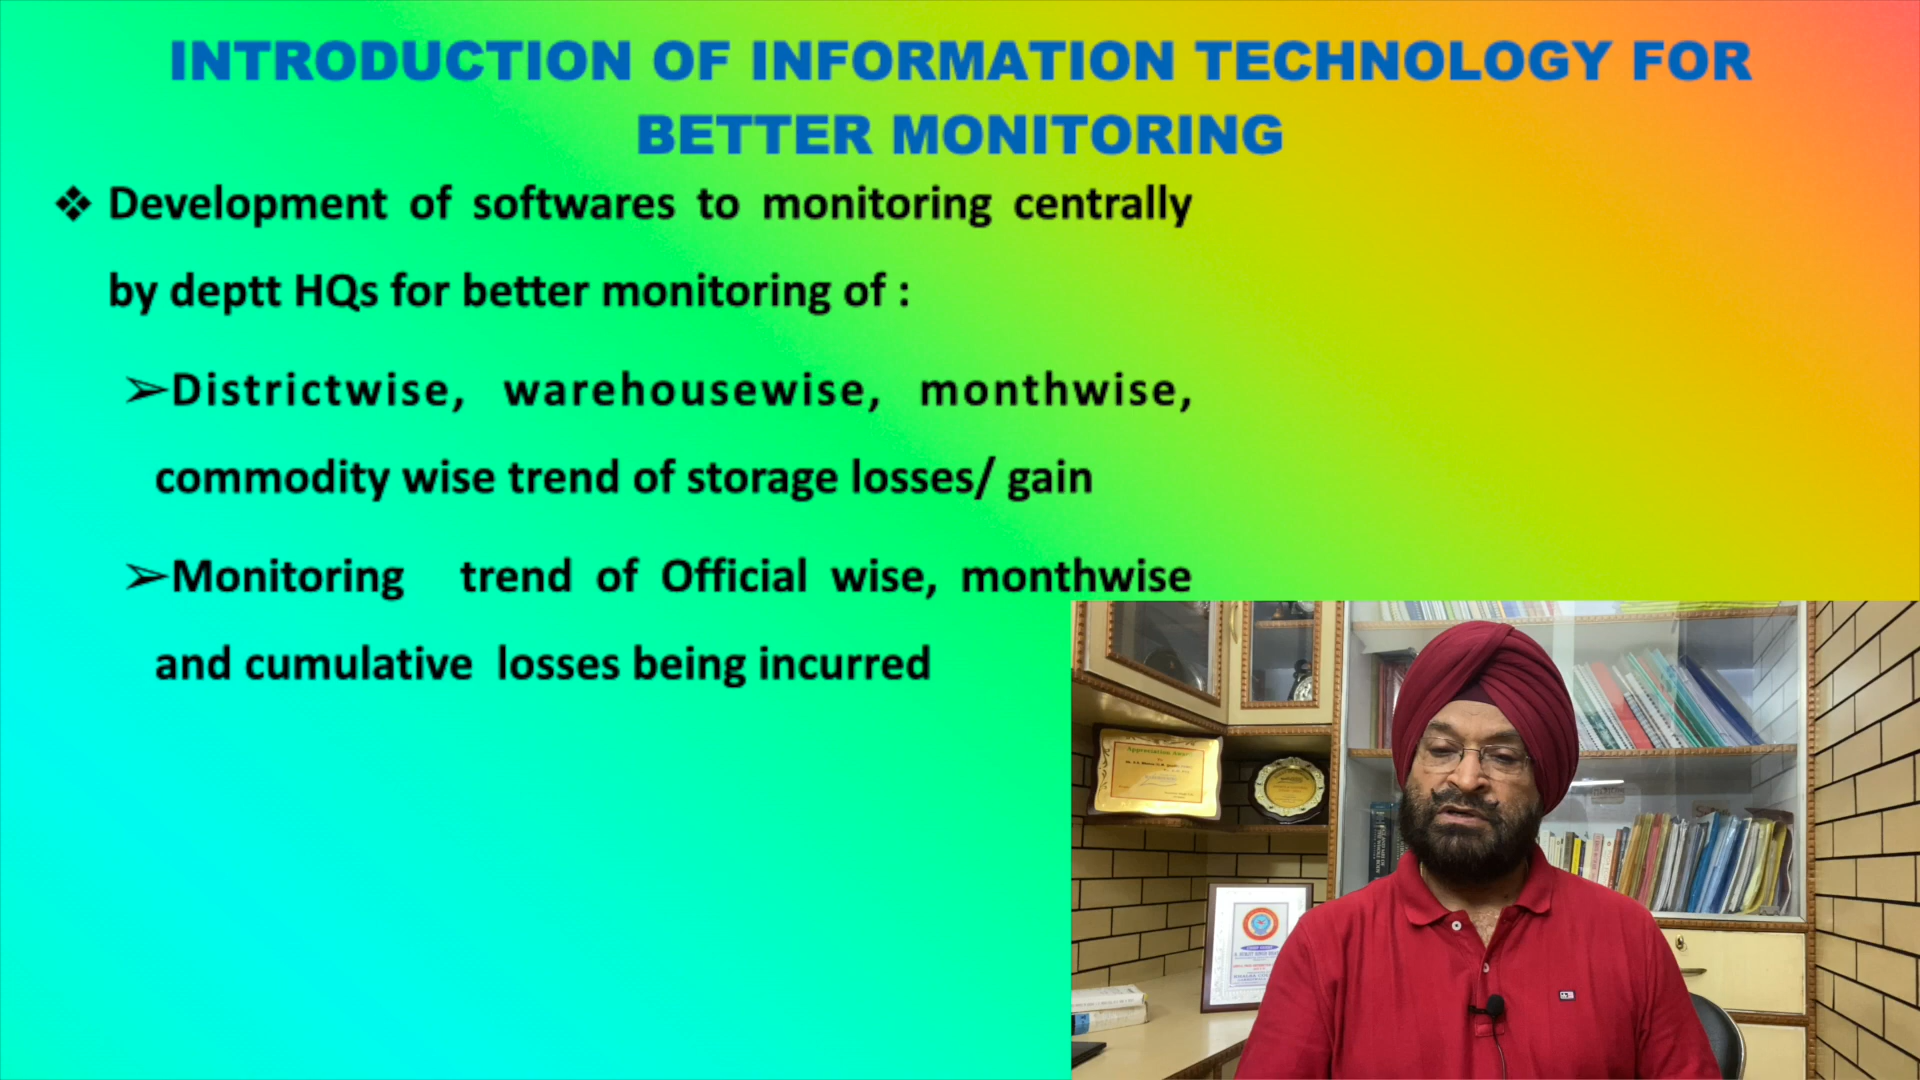 INTRODUCTION OF INFORMATION TECHNOLOGY FOR
BETTER MONITORING
❖ Development of softwares to monitoring centrally
by deptt HQs for better monitoring of :
➢Districtwise, warehousewise, monthwise,
commodity wise trend of storage losses/ gain
➢Monitoring trend of Official wise, monthwise
and cumulative losses being incurred
Appreciation